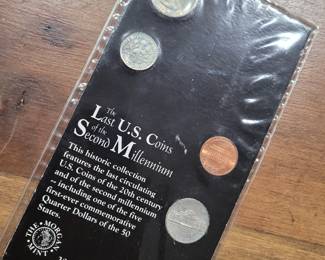 The
Last U.S. Coins
of the
Second Millennium
This historic collection
features the last circulating
U.S. Coins of the 20th century
and of the second millennium
– including one of the five
first-ever commemorative
Quarter Dollars of the 50
States.
THE MORGAN
MINT